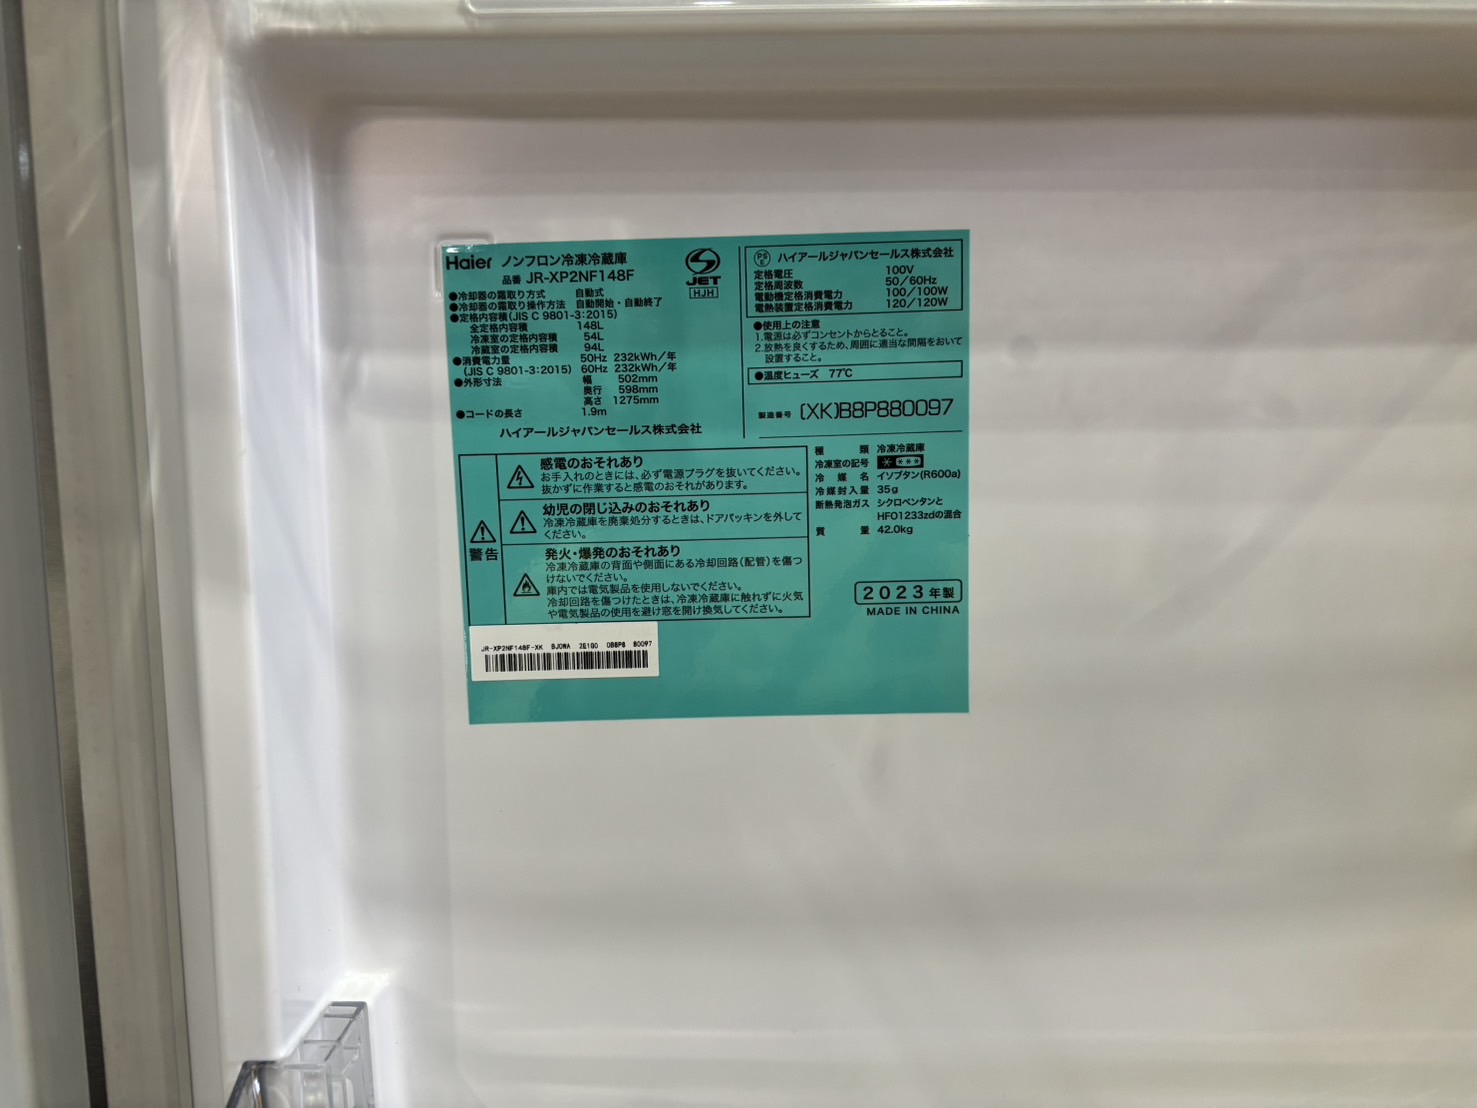 Haier ノンフロン冷凍冷蔵庫
品番 JR-XP2NF148F
●冷却器の霜取り方式 自動式
●冷却器の霜取り操作方法 自動開始・自動終了
●定格内容積(JIS C 9801-3:2015)
全定格内容積 148L
冷凍室の定格内容積 54L
冷蔵室の定格内容積 94L
●消費電力量 50Hz 232kWh/年
(JIS C 9801-3:2015) 60Hz 232kWh/年
●外形寸法 幅 502mm
奥行 598mm
高さ 1275mm
●コードの長さ 1.9m
ハイアールジャパンセールス株式会社
JET
HJH
PSE ハイアールジャパンセールス株式会社
定格電圧 100V
定格周波数 50/60Hz
電動機定格消費電力 100/100W
電熱装置定格消費電力 120/120W
●使用上の注意
1.電源は必ずコンセントからとること。
2.放熱を良くするため、周囲に適当な間隔をおいて
設置すること。
●温度ヒューズ 77℃
製造番号 (XK)B8P880097
警告
感電のおそれあり
お手入れのときには、必ず電源プラグを抜いてください。
抜かずに作業すると感電のおそれがあります。
幼児の閉じ込みのおそれあり
冷凍冷蔵庫を廃棄処分するときは、ドアパッキンを外して
ください。
発火・爆発のおそれあり
冷凍冷蔵庫の背面や側面にある冷却回路(配管)を傷つ
けないでください。
庫内では電気製品を使用しないでください。
冷却回路を傷つけたときは、冷凍冷蔵庫に触れずに火気
や電気製品の使用を避け窓を開け換気してください。
種類 冷凍冷蔵庫
冷凍室の記号 * ***
冷媒名 イソブタン(R600a)
冷媒封入量 35g
断熱発泡ガス シクロペンタンと
HFO1233zdの混合
質量 42.0kg
2023年製
MADE IN CHINA
JR-XP2NF148F-XK BJ0WA 2E1G0 0B8P8 80097